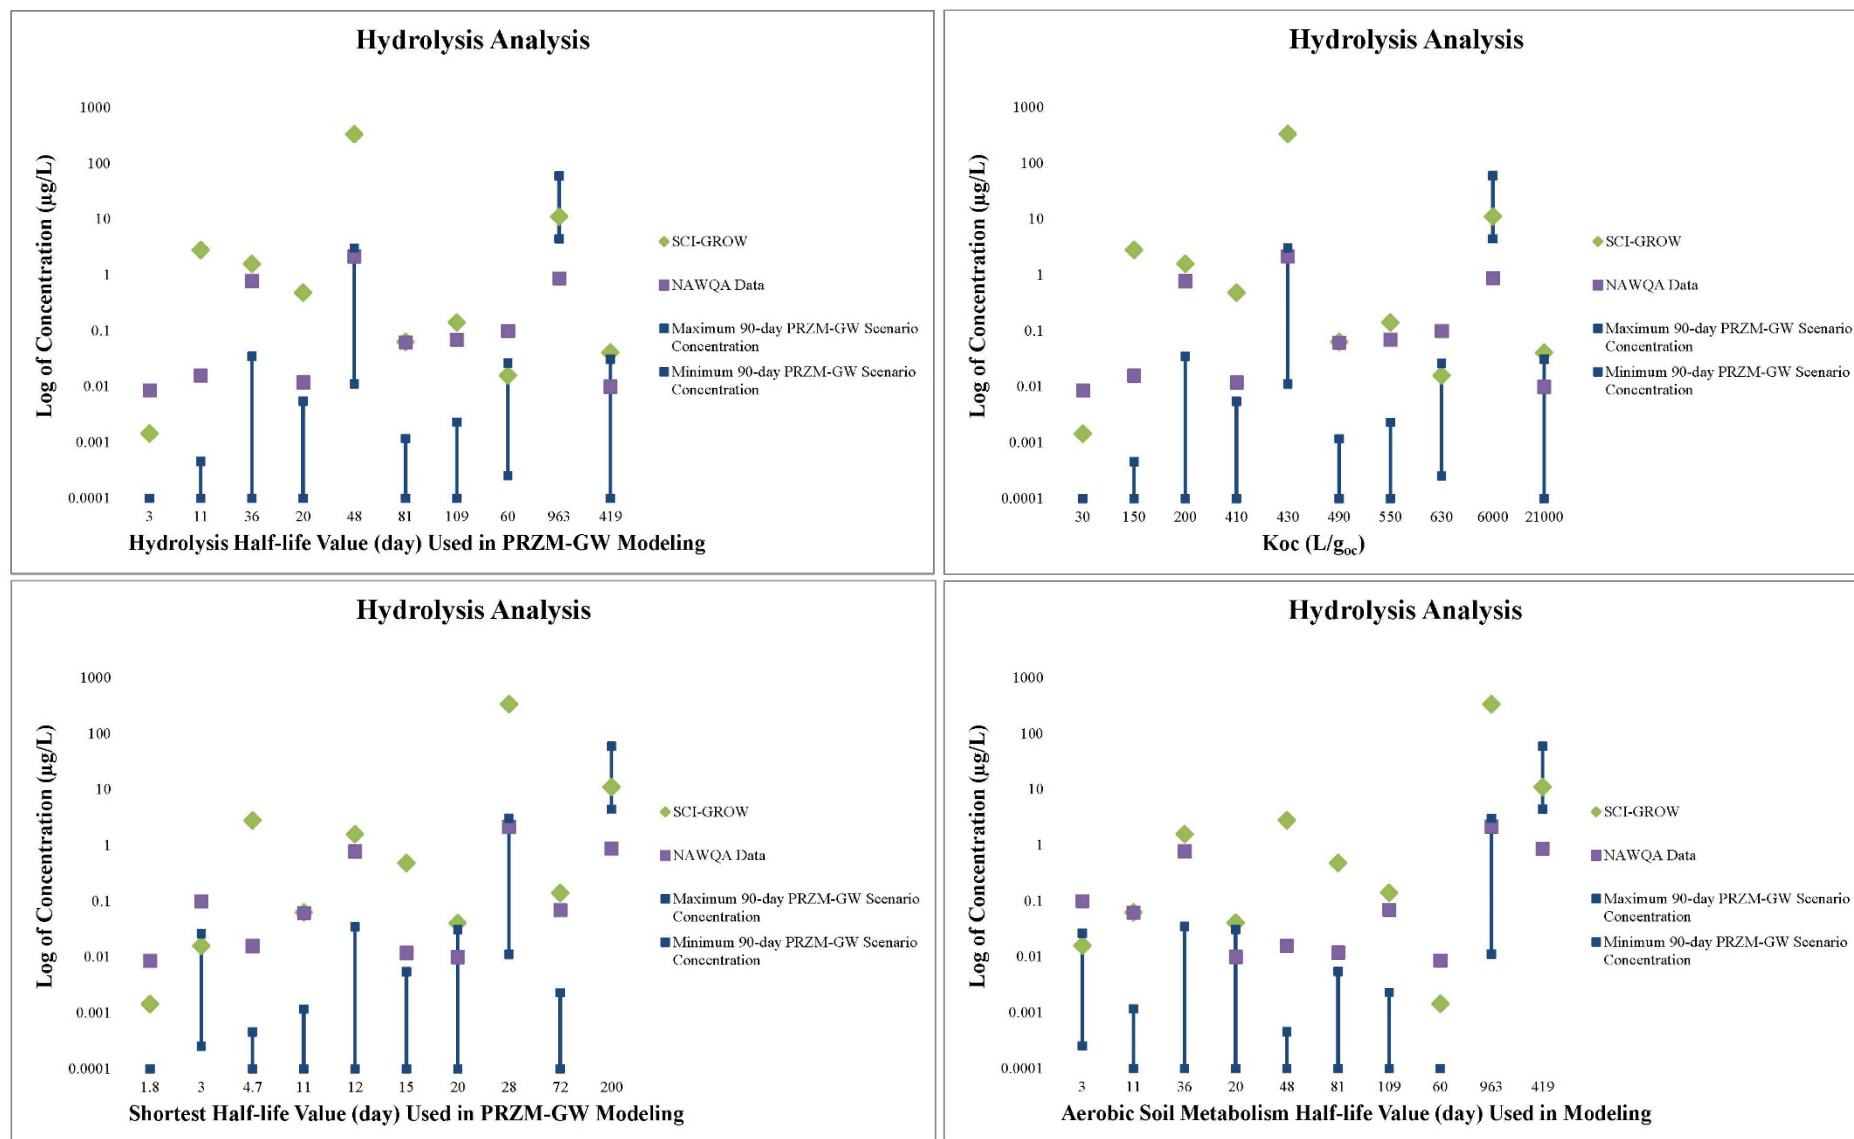 Hydrolysis Analysis
Log of Concentration (µg/L)
1000
100
10
1
0.1
0.01
0.001
0.0001
3 11 36 20 48 81 109 60 963 419
Hydrolysis Half-life Value (day) Used in PRZM-GW Modeling
SCI-GROW
NAWQA Data
Maximum 90-day PRZM-GW Scenario
Concentration
Minimum 90-day PRZM-GW Scenario
Concentration
Hydrolysis Analysis
Log of Concentration (µg/L)
1000
100
10
1
0.1
0.01
0.001
0.0001
30 150 200 410 430 490 550 630 6000 21000
Koc (L/goc)
SCI-GROW
NAWQA Data
Maximum 90-day PRZM-GW Scenario
Concentration
Minimum 90-day PRZM-GW Scenario
Concentration
Hydrolysis Analysis
Log of Concentration (µg/L)
1000
100
10
1
0.1
0.01
0.001
0.0001
1.8 3 4.7 11 12 15 20 28 72 200
Shortest Half-life Value (day) Used in PRZM-GW Modeling
SCI-GROW
NAWQA Data
Maximum 90-day PRZM-GW Scenario
Concentration
Minimum 90-day PRZM-GW Scenario
Concentration
Hydrolysis Analysis
Log of Concentration (µg/L)
1000
100
10
1
0.1
0.01
0.001
0.0001
3 11 36 20 48 81 109 60 963 419
Aerobic Soil Metabolism Half-life Value (day) Used in Modeling
SCI-GROW
NAWQA Data
Maximum 90-day PRZM-GW Scenario
Concentration
Minimum 90-day PRZM-GW Scenario
Concentration